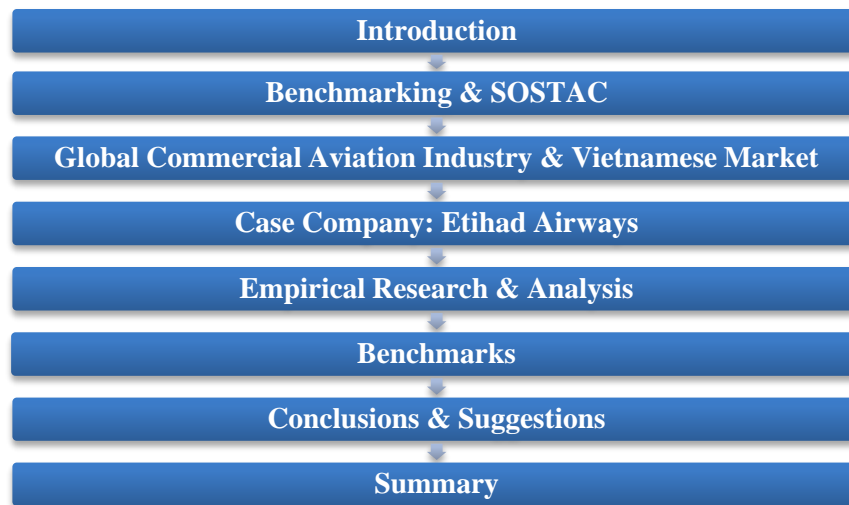 Introduction
Benchmarking & SOSTAC
Global Commercial Aviation Industry & Vietnamese Market
Case Company: Etihad Airways
Empirical Research & Analysis
Benchmarks
Conclusions & Suggestions
Summary